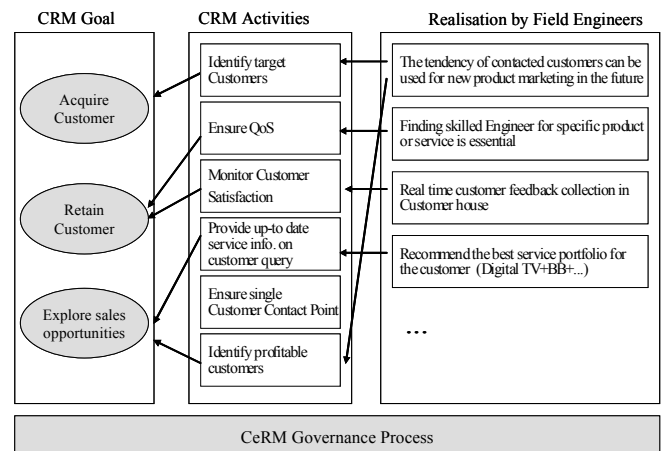 CRM Goal
CRM Activities
Realisation by Field Engineers
Acquire
Customer
Retain
Customer
Explore sales
opportunities
Identify target
Customers
Ensure QoS
Monitor Customer
Satisfaction
Provide up-to date
service info. on
customer query
Ensure single
Customer Contact Point
Identify profitable
customers
The tendency of contacted customers can be
used for new product marketing in the future
Finding skilled Engineer for specific product
or service is essential
Real time customer feedback collection in
Customer house
Recommend the best service portfolio for
the customer (Digital TV+BB+...)
...
CeRM Governance Process